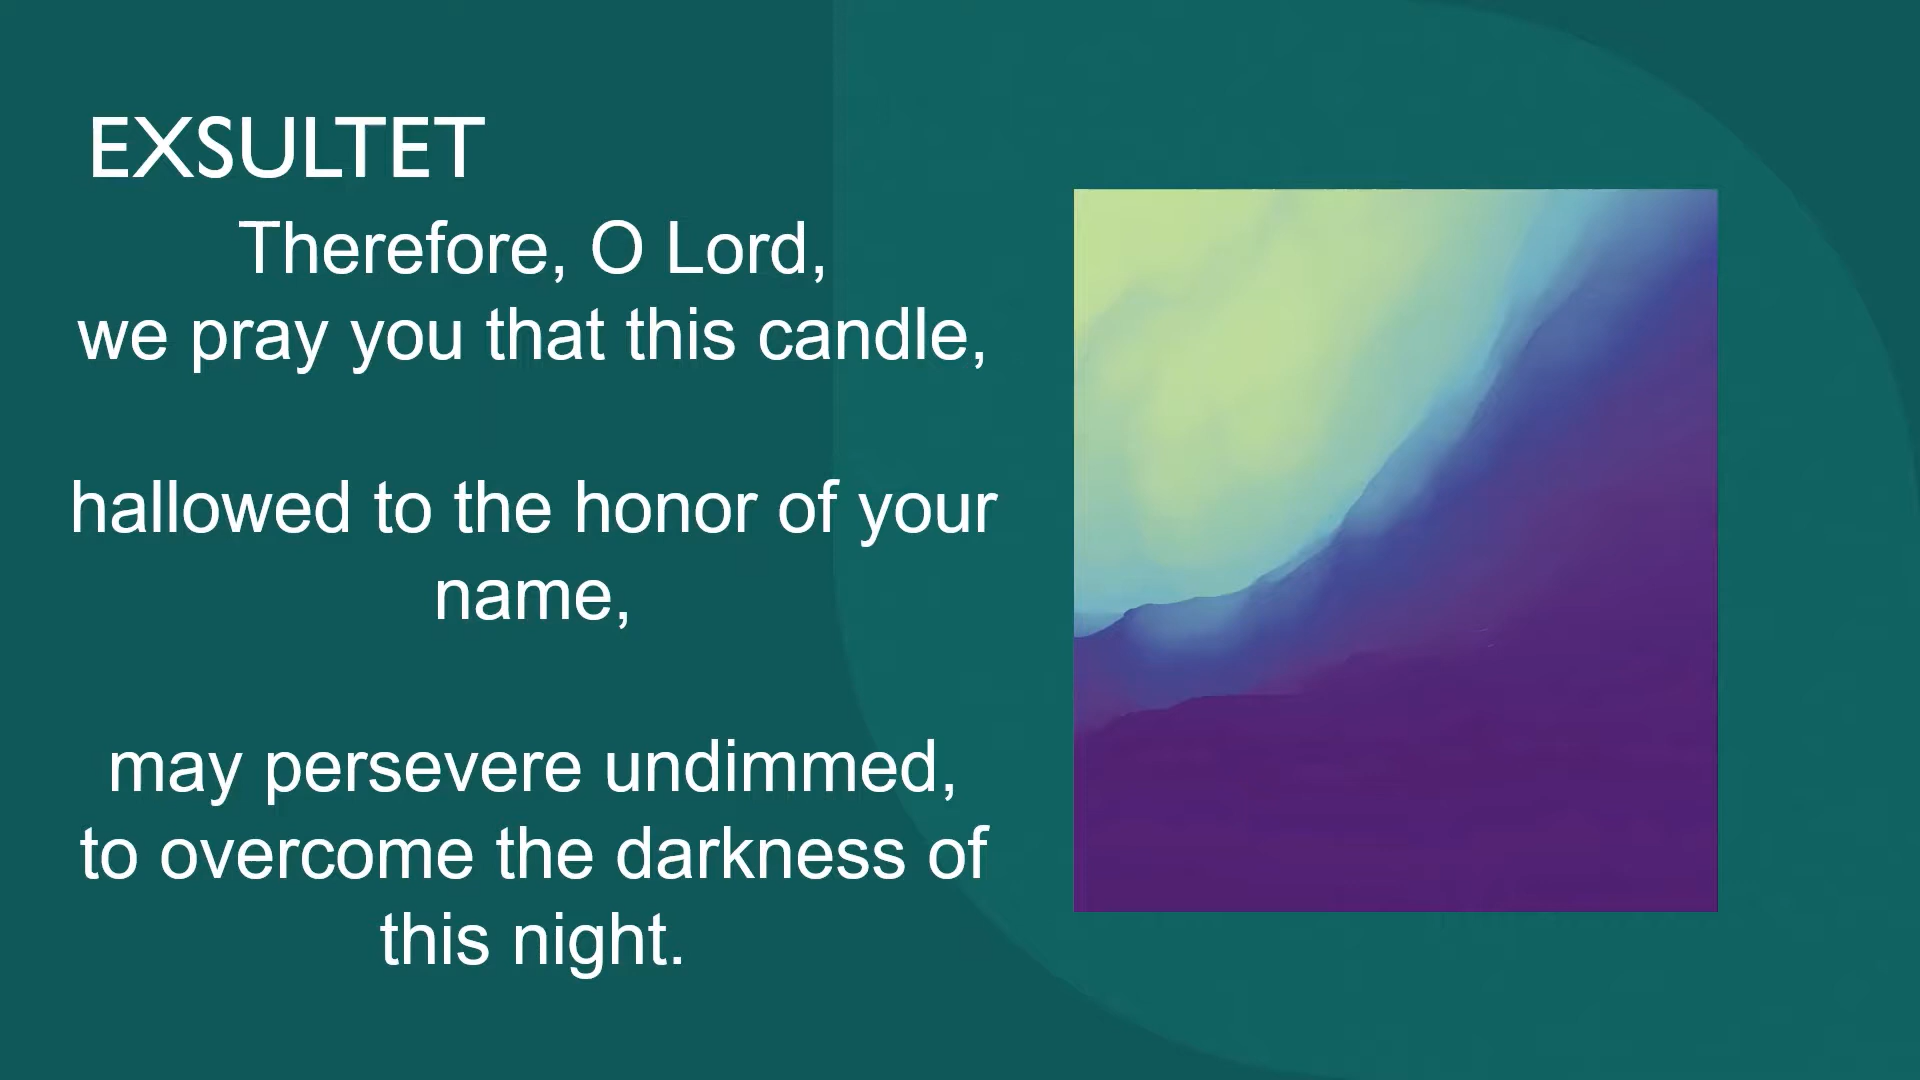 EXSULTET
Therefore, O Lord,
we pray you that this candle,
hallowed to the honor of your
name,
may persevere undimmed,
to overcome the darkness of
this night.